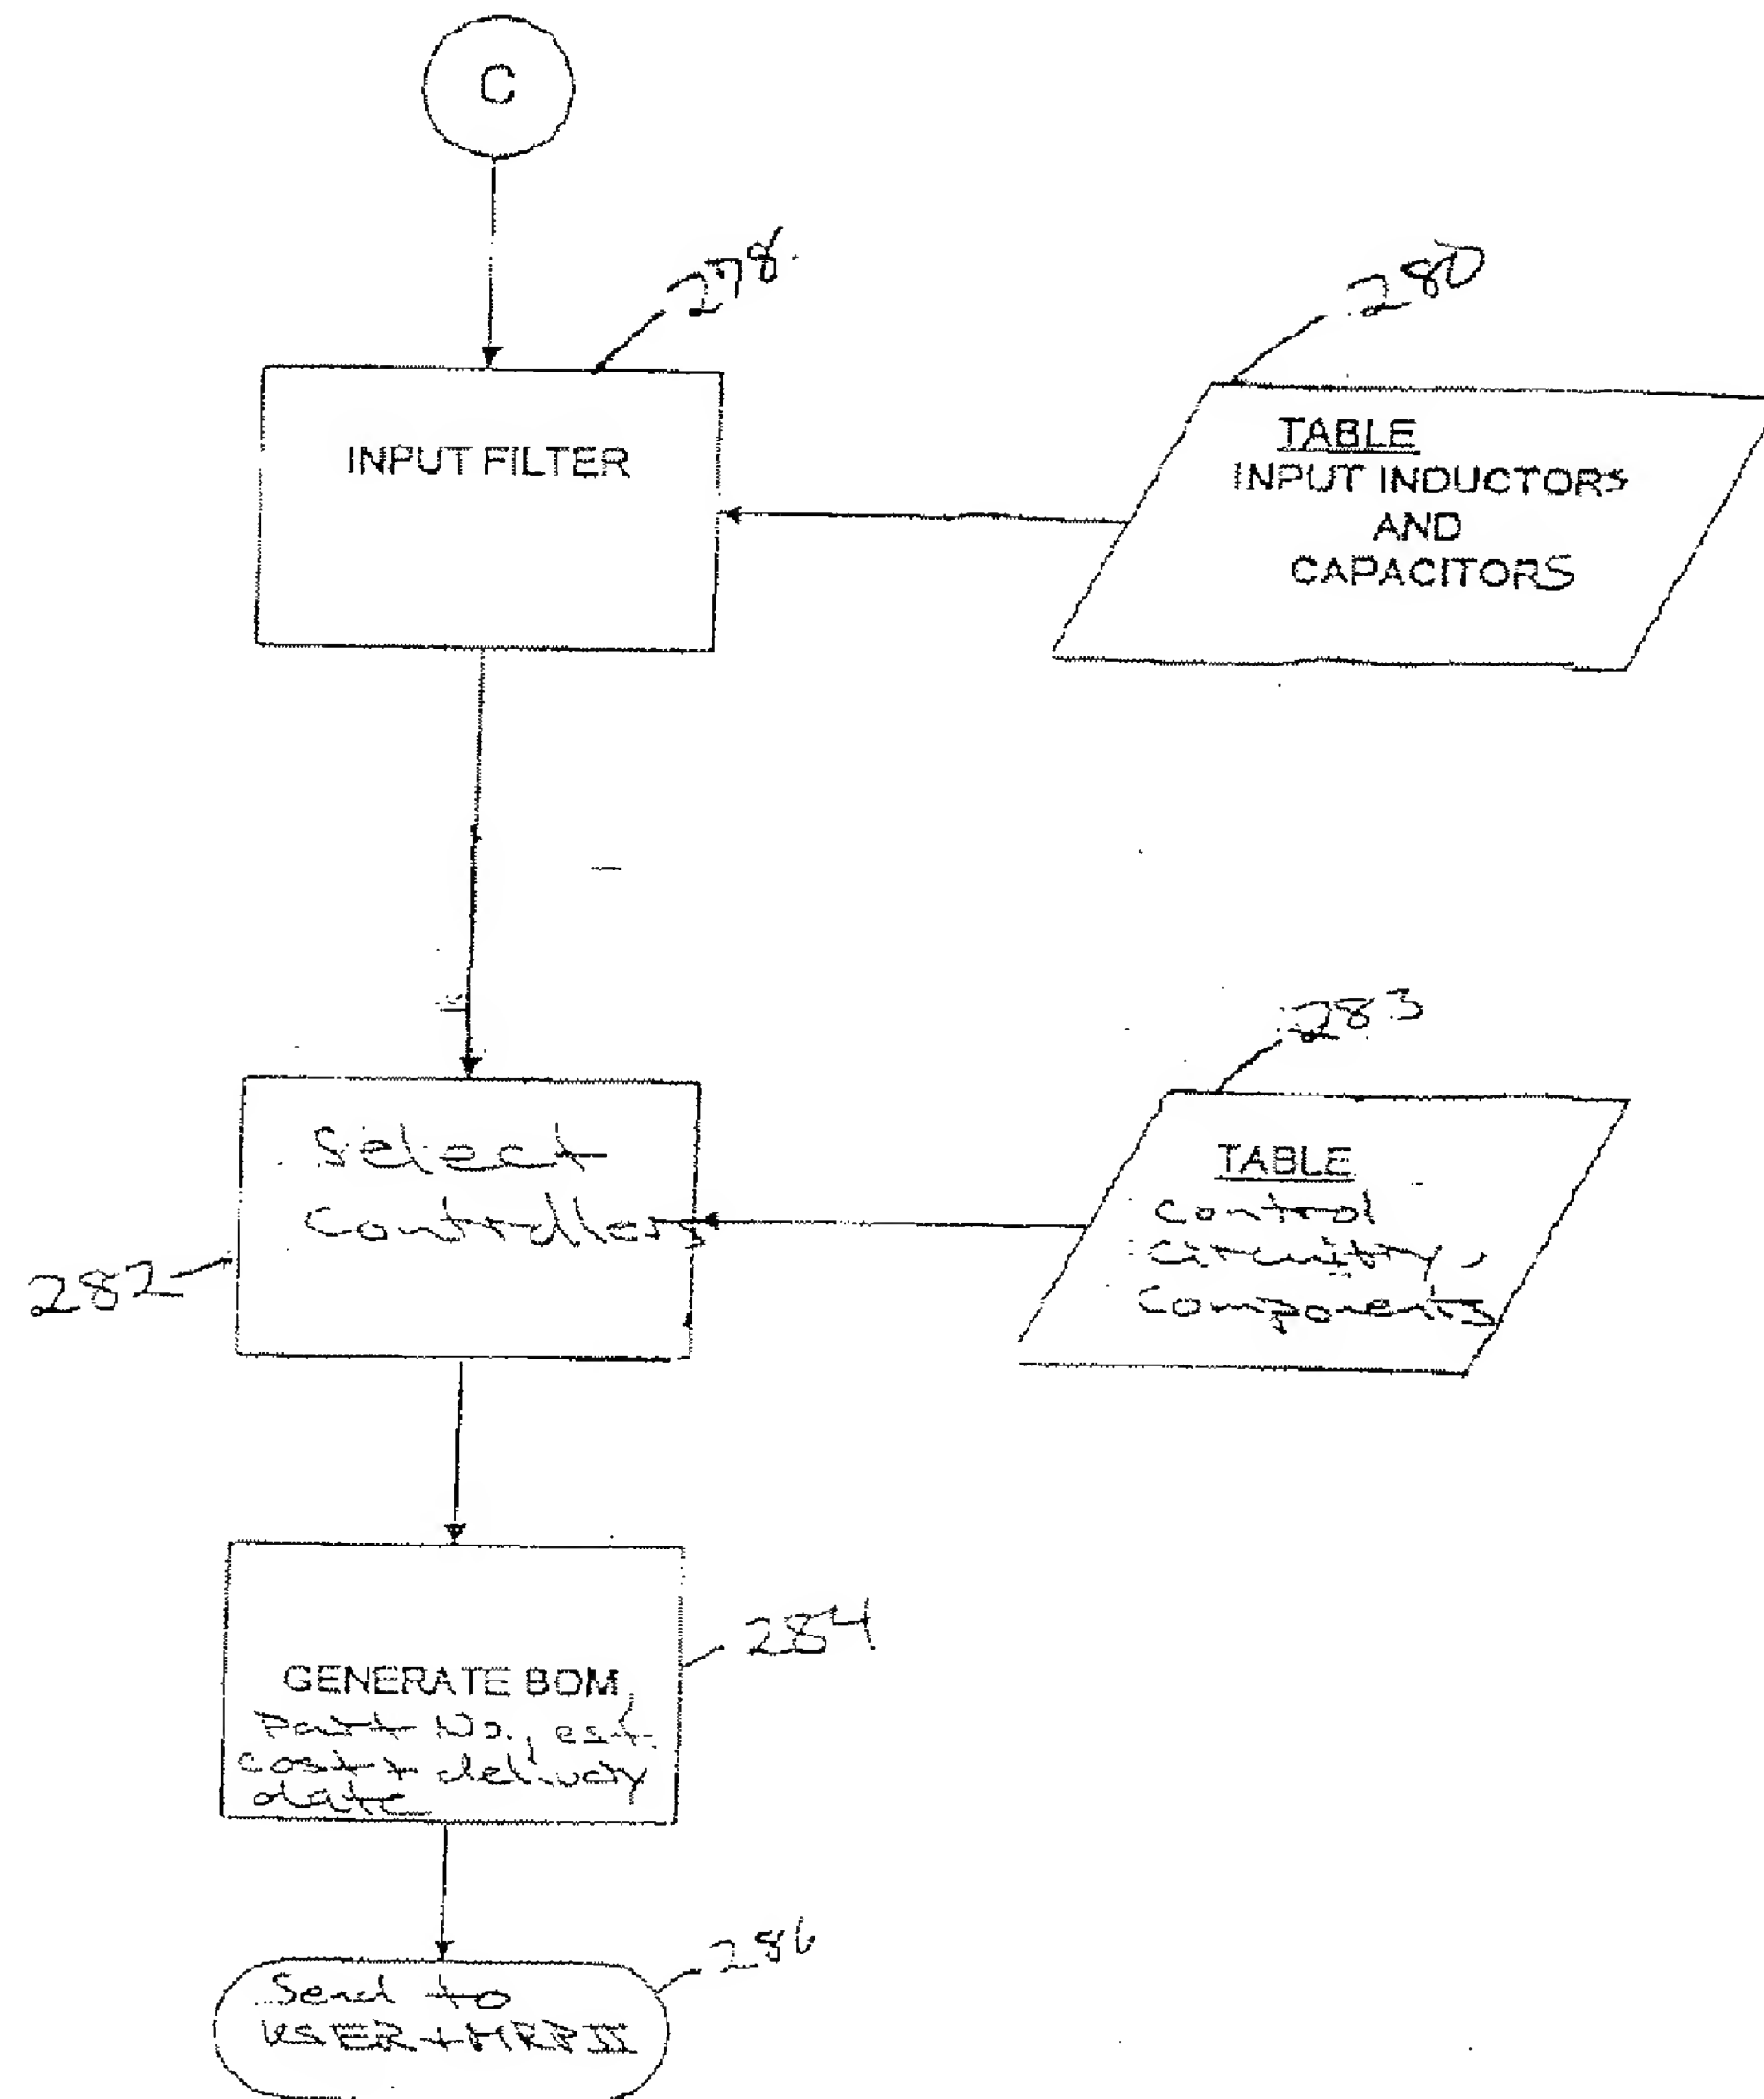 C
278
280
INPUT FILTER
TABLE
INPUT INDUCTORS
AND
CAPACITORS
283
Select
Controllers
282
TABLE
Control
Circuitry,
Components
284
GENERATE BOM,
Part No., est.
cost + delivery
date
286
Send to
USER + MRP II